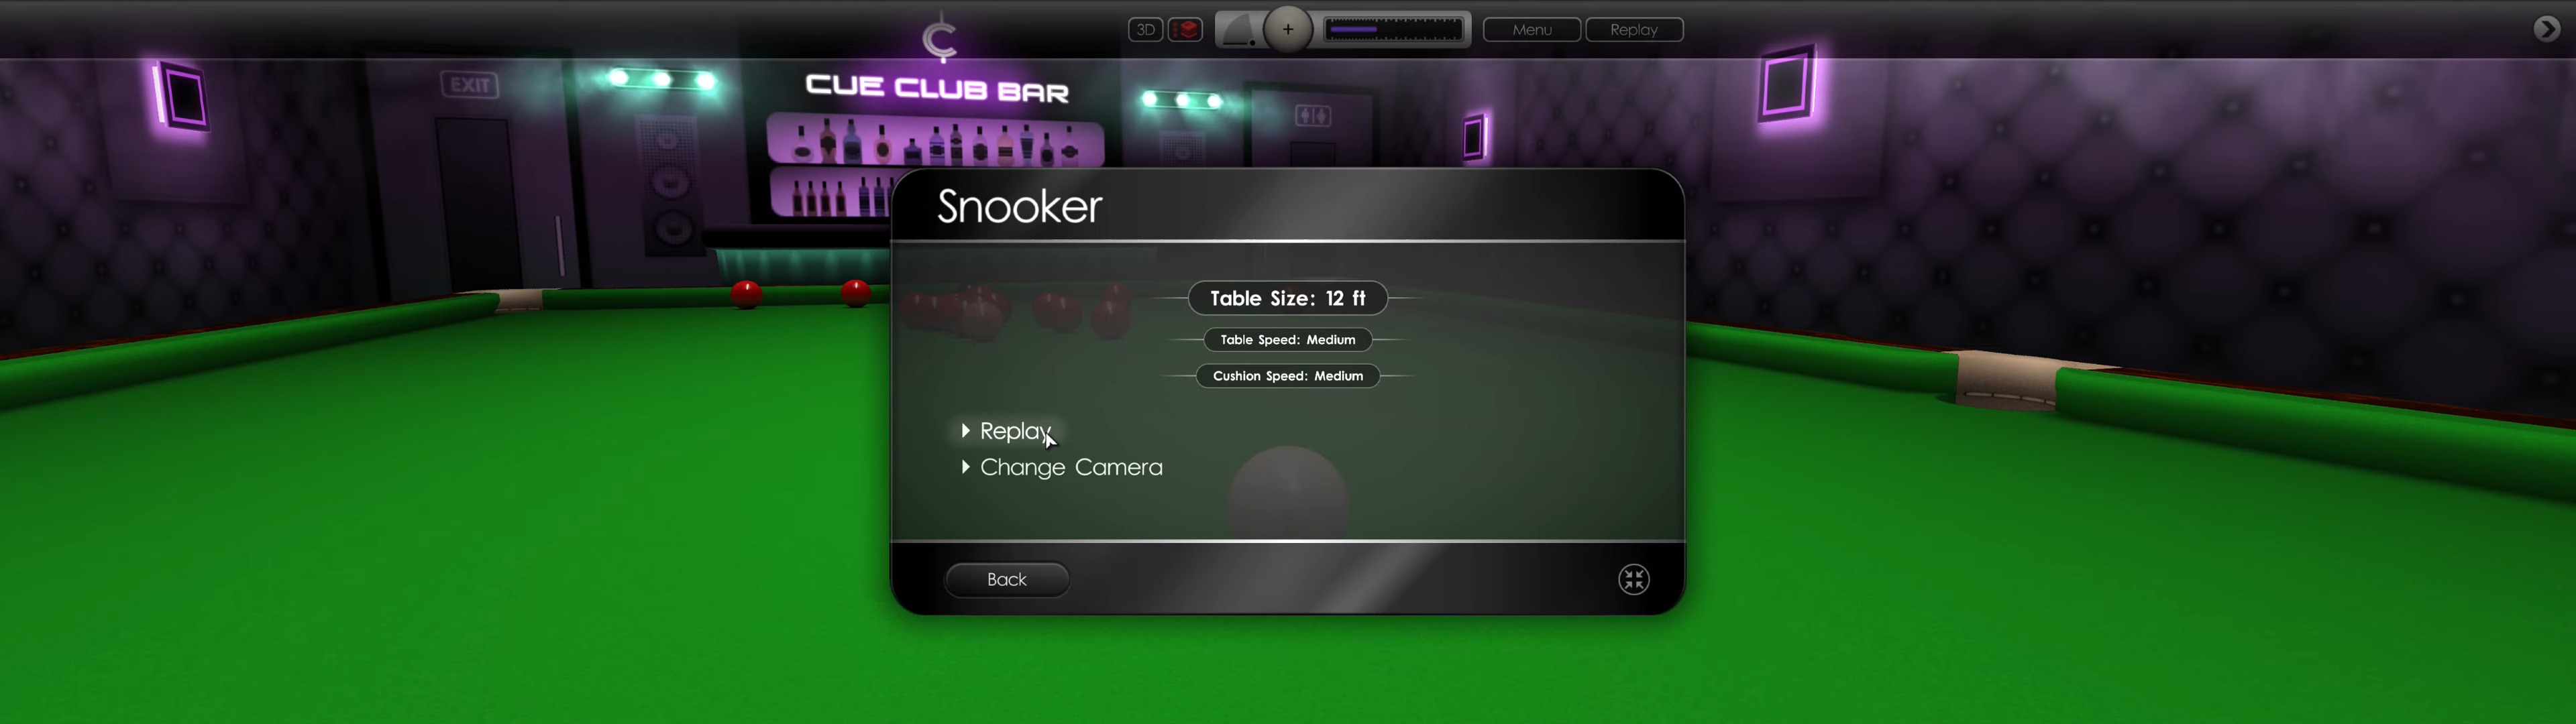 3D
Menu
Replay
EXIT
CUE CLUB BAR
Snooker
Table Size: 12 ft
Table Speed: Medium
Cushion Speed: Medium
Replay
Change Camera
Back